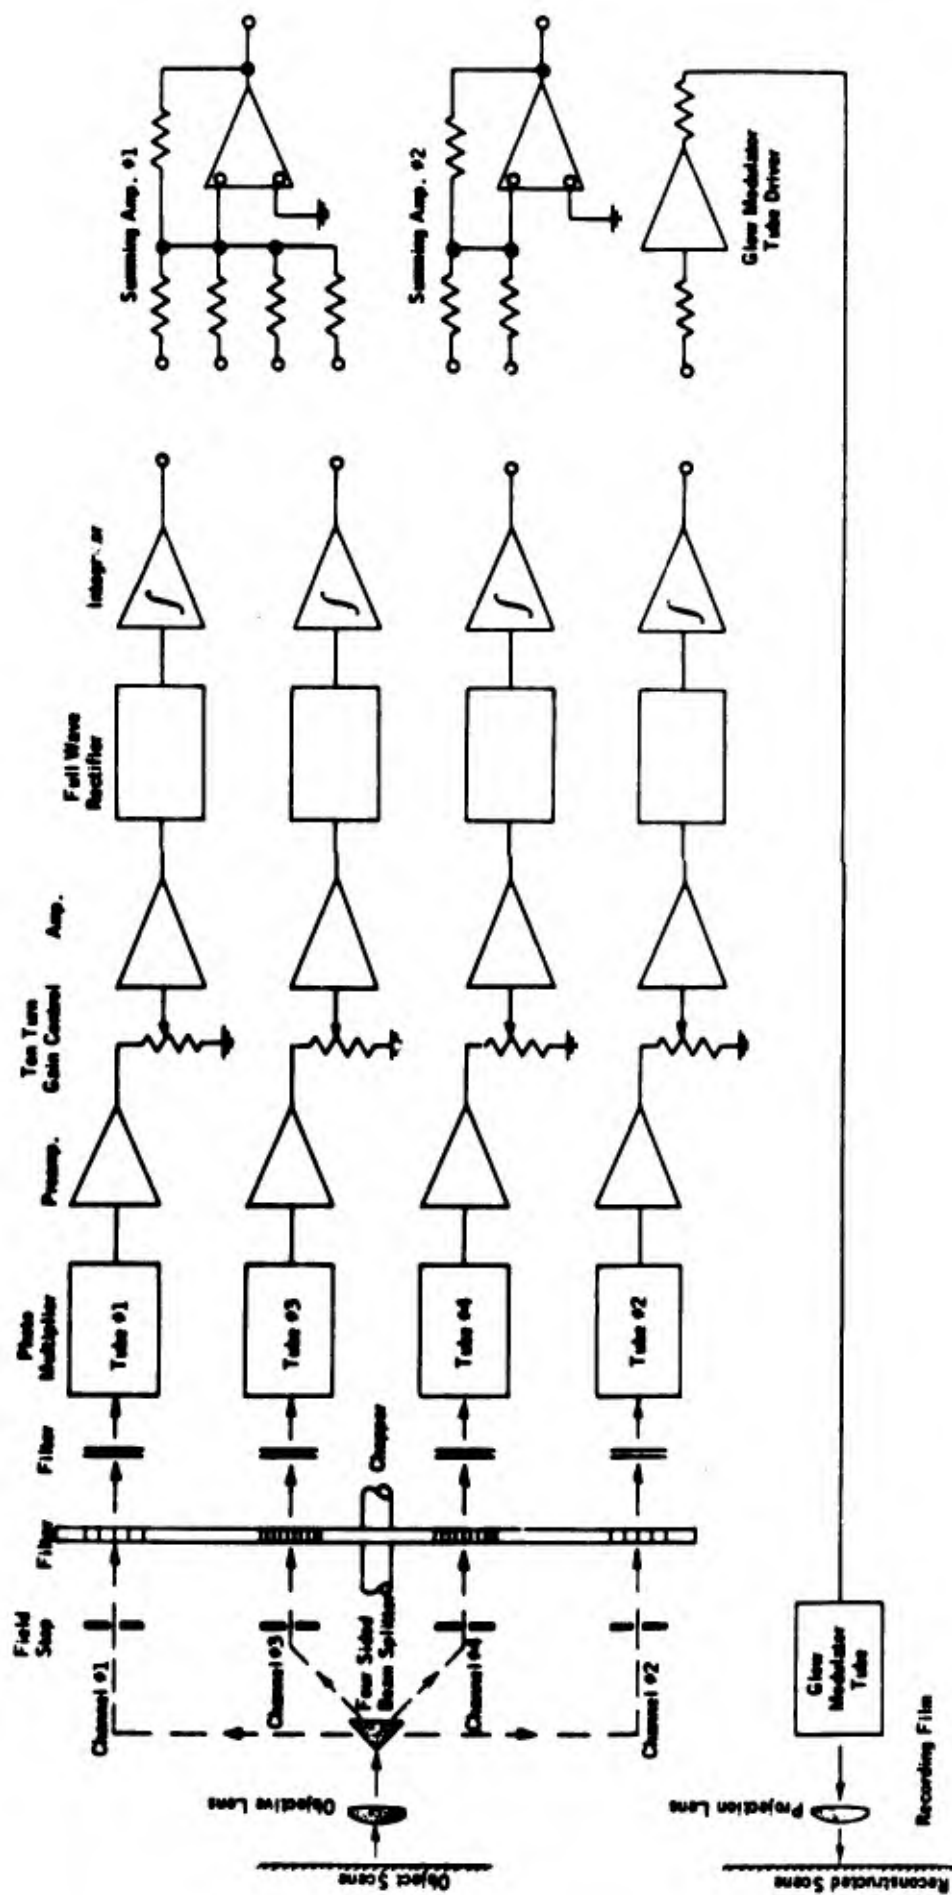 Summing Amp. #1
Summing Amp. #2
Glow Modulator
Tube Driver
Full Wave
Rectifier
Amp.
Ten Turn
Gain Control
Preamp.
Photo
Multiplier
Tube #1
Tube #3
Tube #4
Tube #2
Filter
Filter
Chopper
Field
Stop
Channel #1
Channel #3
Four Sided
Beam Splitter
Channel #4
Channel #2
Objective Lens
Object Scene
Glow
Modulator
Tube
Projection Lens
Recording Film
Reconstructed Scene